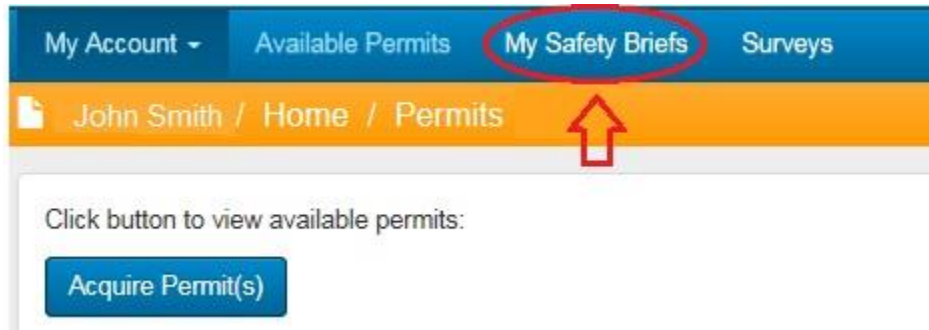 My Account Available Permits My Safety Briefs Surveys
John Smith / Home / Permits
Click button to view available permits:
Acquire Permit(s)